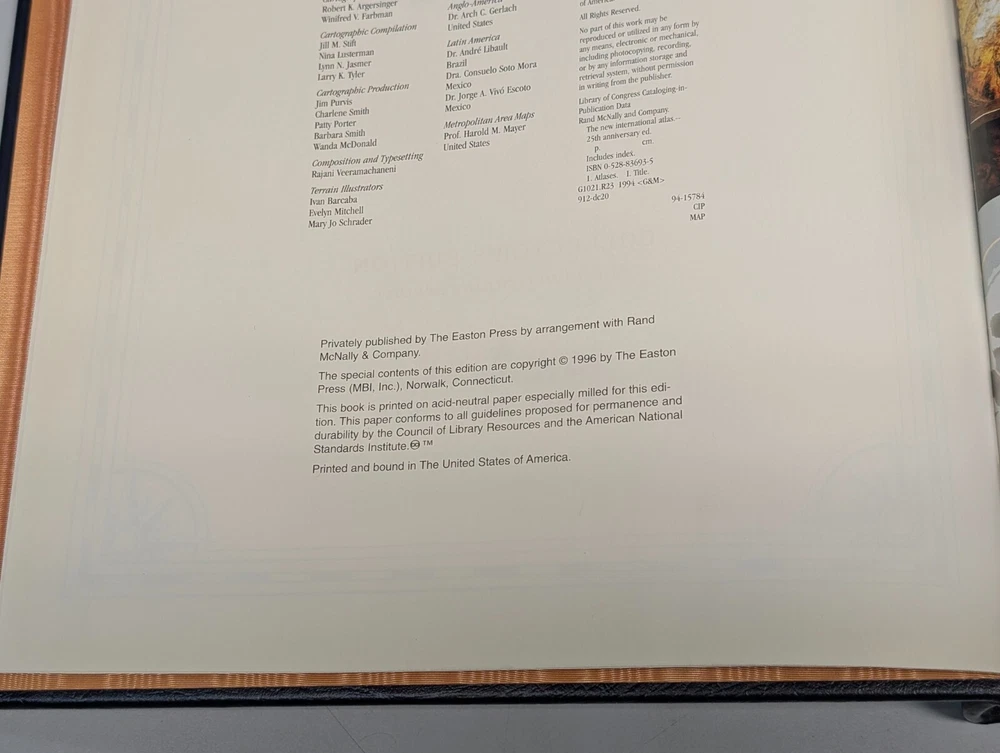 Robert K. Argersinger
Winifred V. Farbman
Cartographic Compilation
Jill M. Stift
Nina Lusterman
Lynn N. Jasmer
Larry K. Tyler
Cartographic Production
Jim Purvis
Charlene Smith
Patty Porter
Barbara Smith
Wanda McDonald
Composition and Typesetting
Rajani Veeramachaneni
Terrain Illustrators
Ivan Barcaba
Evelyn Mitchell
Mary Jo Schrader
Anglo-America
Dr. Arch C. Gerlach
United States
Latin America
Dr. André Libault
Brazil
Dra. Consuelo Soto Mora
Mexico
Dr. Jorge A. Vivó Escoto
Mexico
Metropolitan Area Maps
Prof. Harold M. Mayer
United States
of America
All Rights Reserved.
No part of this work may be
reproduced or utilized in any form by
any means, electronic or mechanical,
including photocopying, recording,
or by any information storage and
retrieval system, without permission
in writing from the publisher.
Library of Congress Cataloging-in-
Publication Data
Rand McNally and Company.
The new international atlas.--
25th anniversary ed.
p. cm.
Includes index.
ISBN 0-528-83693-5
1. Atlases. I. Title.
G1021.R23 1994 <G&M>
912-dc20 94-15784
CIP
MAP
Privately published by The Easton Press by arrangement with Rand
McNally & Company.
The special contents of this edition are copyright © 1996 by The Easton
Press (MBI, Inc.), Norwalk, Connecticut.
This book is printed on acid-neutral paper especially milled for this edi-
tion. This paper conforms to all guidelines proposed for permanence and
durability by the Council of Library Resources and the American National
Standards Institute.♾ ™
Printed and bound in The United States of America.